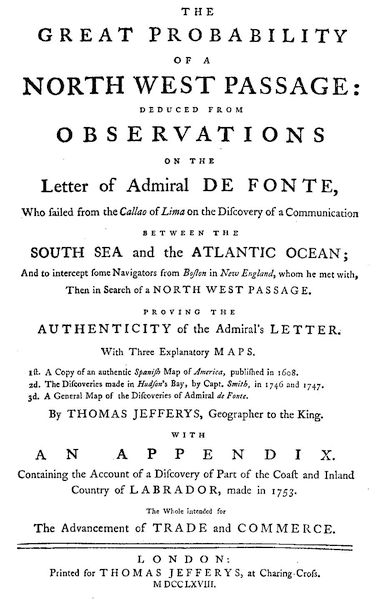 THE
GREAT PROBABILITY
OF A
NORTH WEST PASSAGE:
DEDUCED FROM
OBSERVATIONS
ON THE
Letter of Admiral DE FONTE,
Who ſailed from the Callao of Lima on the Diſcovery of a Communication
BETWEEN THE
SOUTH SEA and the ATLANTIC OCEAN;
And to intercept ſome Navigators from Boſton in New England, whom he met with,
Then in Search of a NORTH WEST PASSAGE.
PROVING THE
AUTHENTICITY of the Admiral's LETTER.
With Three Explanatory MAPS.
1ſt. A Copy of an authentic Spaniſh Map of America, publiſhed in 1608.
2d. The Diſcoveries made in Hudſon's Bay, by Capt. Smith, in 1746 and 1747.
3d. A General Map of the Diſcoveries of Admiral de Fonte.
By THOMAS JEFFERYS, Geographer to the King.
WITH
AN APPENDIX.
Containing the Account of a Diſcovery of Part of the Coaſt and Inland
Country of LABRADOR, made in 1753.
The Whole intended for
The Advancement of TRADE and COMMERCE.
LONDON:
Printed for THOMAS JEFFERYS, at Charing-Croſs.
MDCCLXVIII.